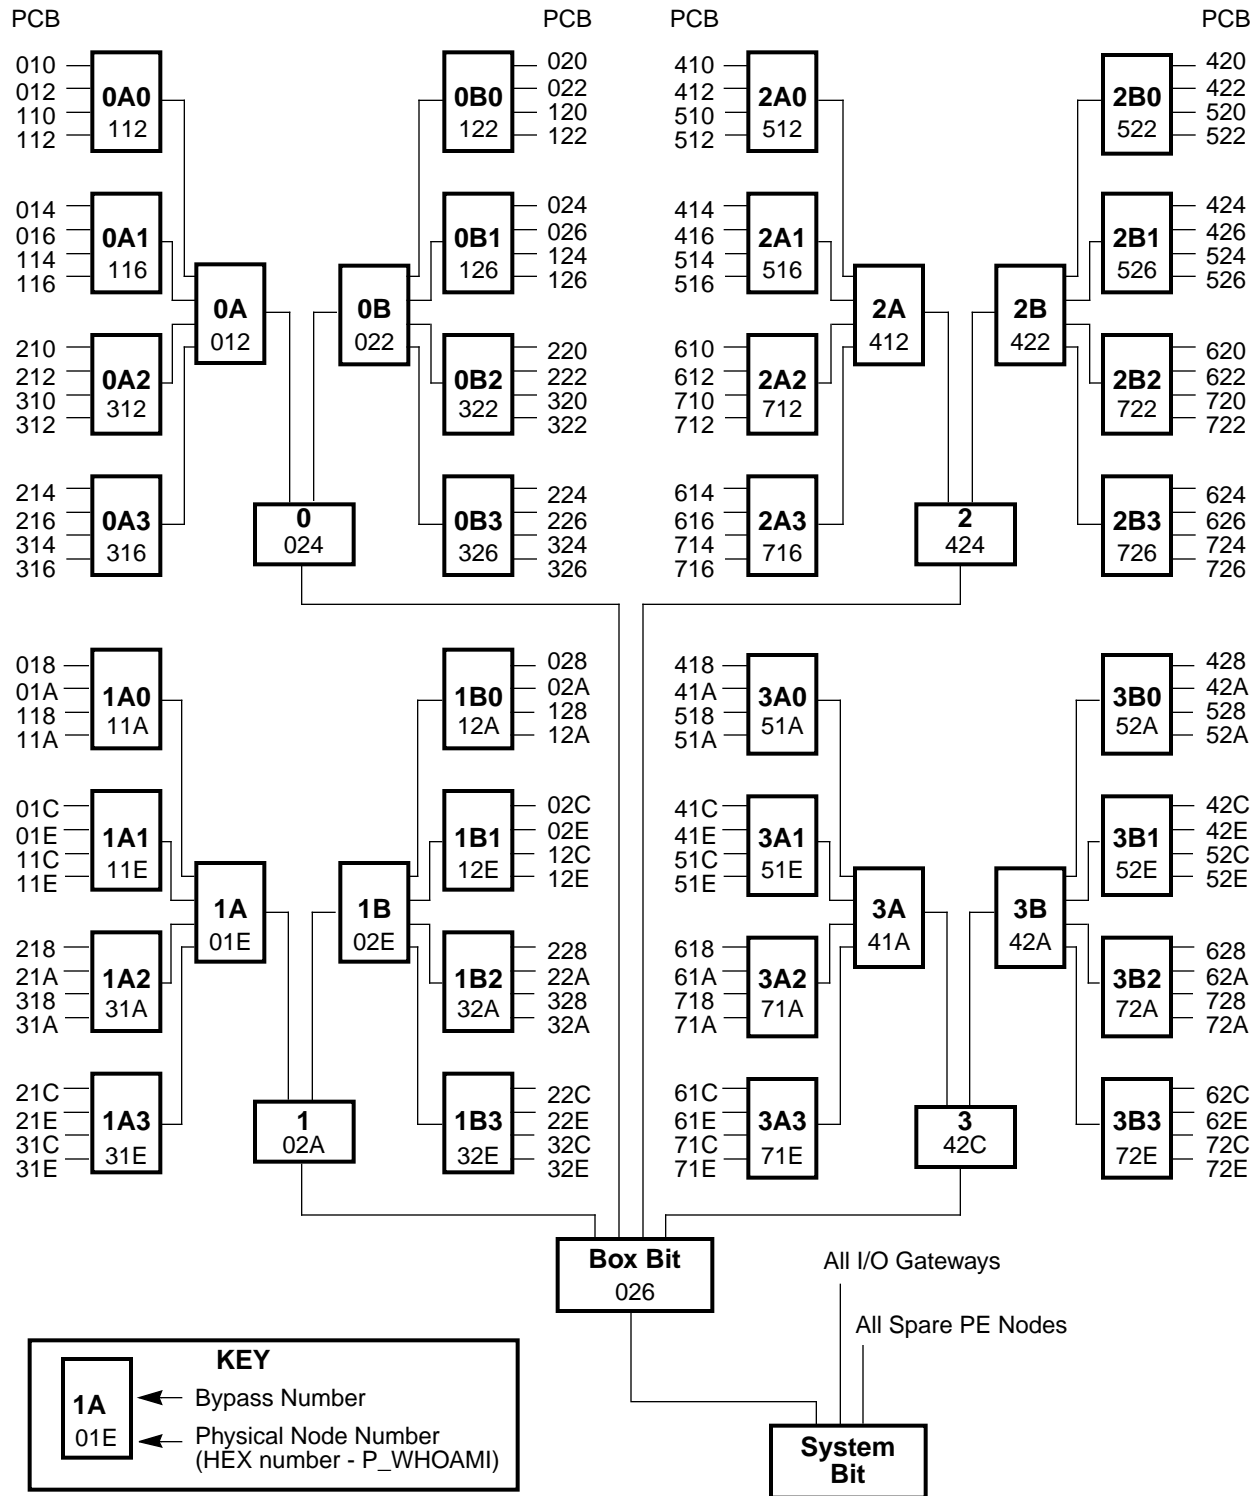 PCB
PCB
PCB
PCB
010
012
110
112
0A0
112
0B0
122
020
022
120
122
410
412
510
512
2A0
512
2B0
522
420
422
520
522
014
016
114
116
0A1
116
0B1
126
024
026
124
126
414
416
514
516
2A1
516
2B1
526
424
426
524
526
0A
012
0B
022
2A
412
2B
422
210
212
310
312
0A2
312
0B2
322
220
222
320
322
610
612
710
712
2A2
712
2B2
722
620
622
720
722
214
216
314
316
0A3
316
0
024
0B3
326
224
226
324
326
614
616
714
716
2A3
716
2
424
2B3
726
624
626
724
726
018
01A
118
11A
1A0
11A
1B0
12A
028
02A
128
12A
418
41A
518
51A
3A0
51A
3B0
52A
428
42A
528
52A
01C
01E
11C
11E
1A1
11E
1B1
12E
02C
02E
12C
12E
41C
41E
51C
51E
3A1
51E
3B1
52E
42C
42E
52C
52E
1A
01E
1B
02E
3A
41A
3B
42A
218
21A
318
31A
1A2
31A
1B2
32A
228
22A
328
32A
618
61A
718
71A
3A2
71A
3B2
72A
628
62A
728
72A
21C
21E
31C
31E
1A3
31E
1
02A
1B3
32E
22C
22E
32C
32E
61C
61E
71C
71E
3A3
71E
3
42C
3B3
72E
62C
62E
72C
72E
Box Bit
026
All I/O Gateways
All Spare PE Nodes
System
Bit
KEY
1A
01E
Bypass Number
Physical Node Number
(HEX number - P_WHOAMI)